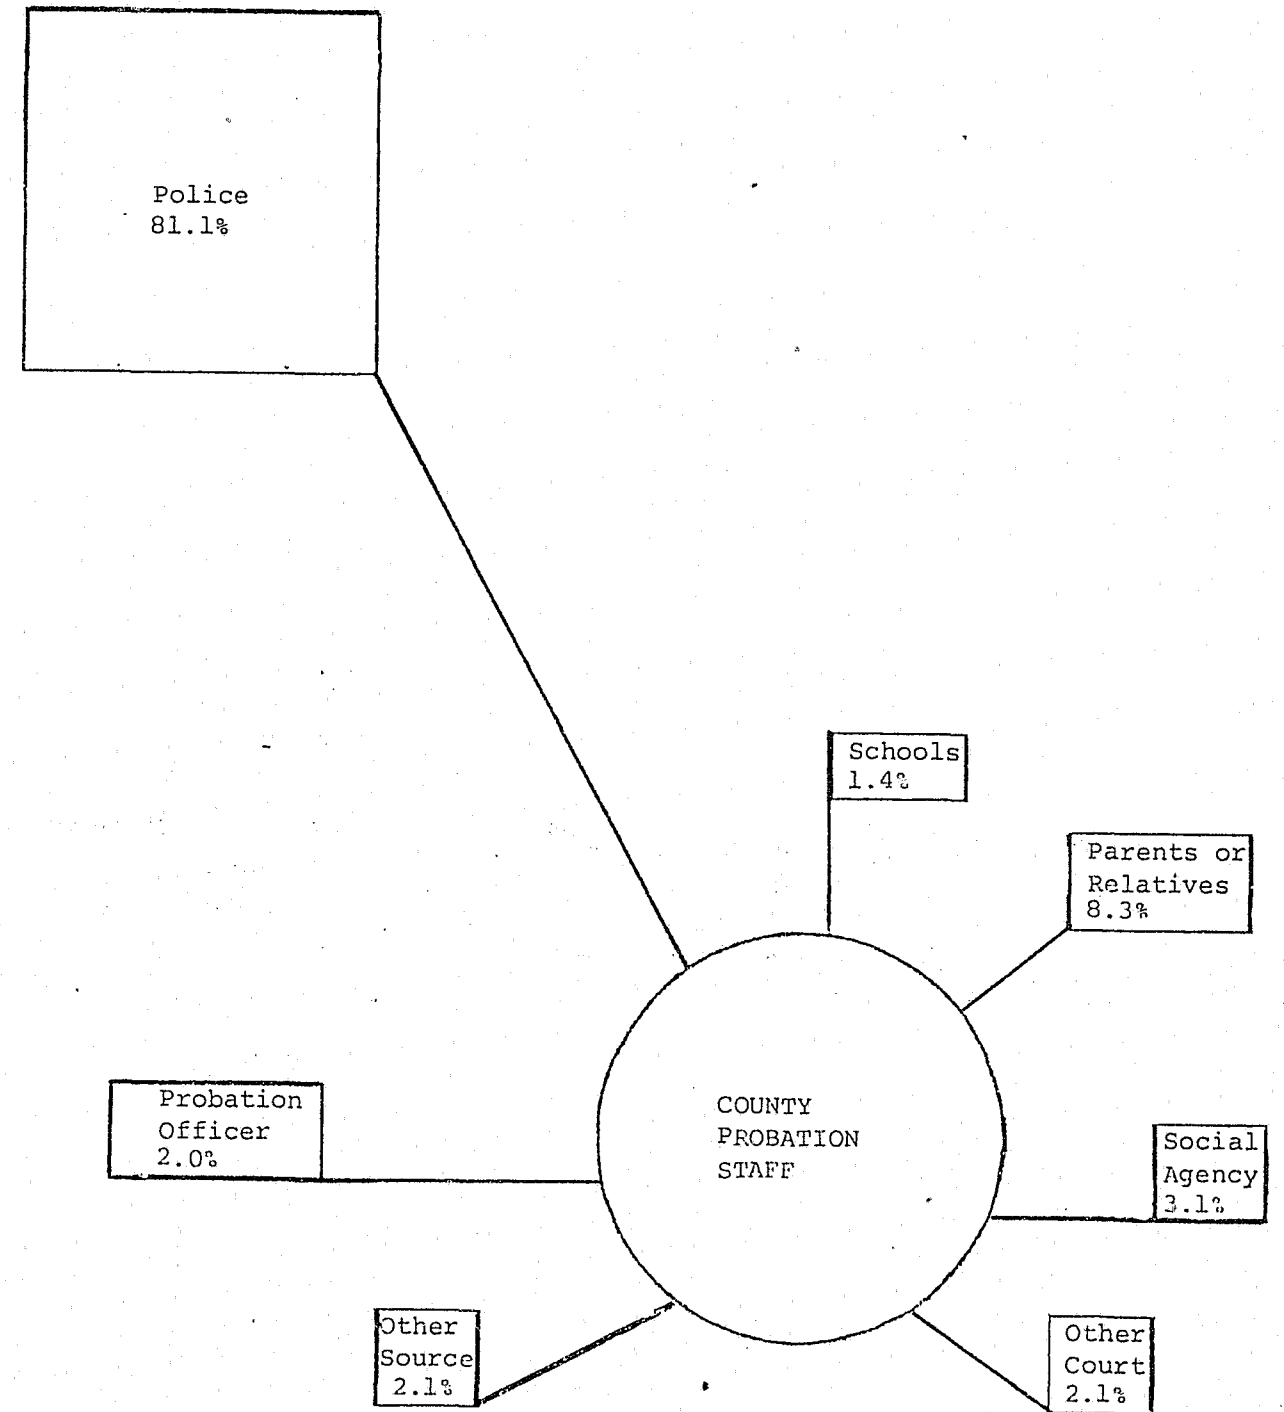 Police
81.1%
Schools
1.4%
Parents or
Relatives
8.3%
Probation
Officer
2.0%
COUNTY
PROBATION
STAFF
Social
Agency
3.1%
Other
Source
2.1%
Other
Court
2.1%